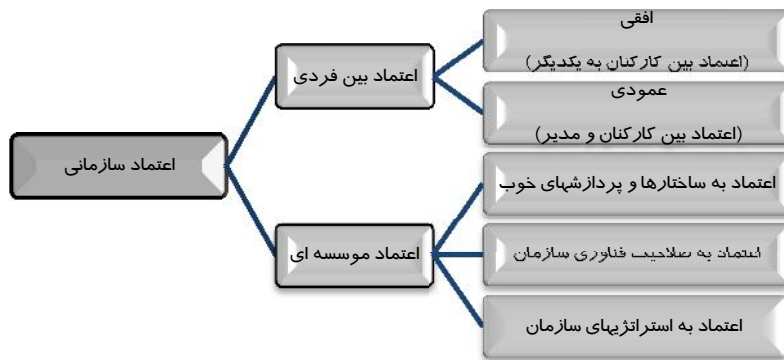 اعتماد سازمانی
اعتماد بین فردی
افقی
(اعتماد بین کارکنان به یکدیگر)
عمودی
(اعتماد بین کارکنان و مدیر)
اعتماد موسسه ای
اعتماد به ساختارها و پردازشهای خوب
اعتماد به صلاحیت فناوری سازمان
اعتماد به استراتژیهای سازمان